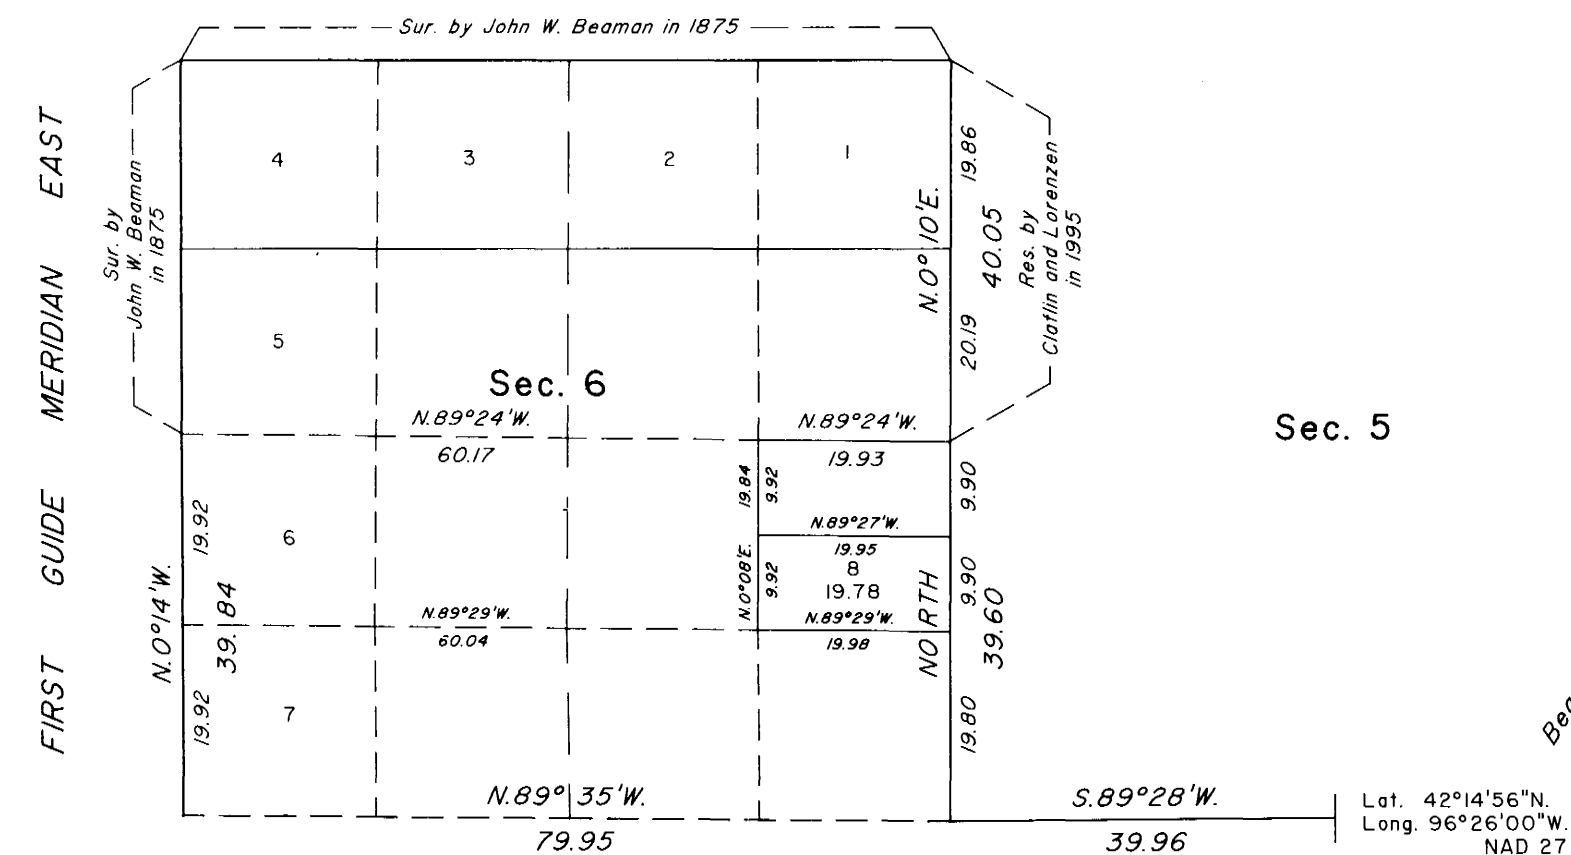 Sur. by John W. Beaman in 1875
FIRST GUIDE MERIDIAN EAST
Sur. by
John W. Beaman
in 1875
4
3
2
1
19.86
N.0°10'E.
40.05
Res. by
Claflin and Lorenzen
in 1995
5
20.19
Sec. 6
Sec. 5
N.89°24'W.
60.17
N.89°24'W.
19.93
19.92
6
19.84
9.92
9.90
N.89°27'W.
19.95
8
19.78
N.0°08'E.
9.92
9.90
N.0°14'W.
39.84
N.89°29'W.
60.04
N.89°29'W.
19.98
NORTH
39.60
19.92
7
19.80
N.89°35'W.
79.95
S.89°28'W.
39.96
Lat. 42°14'56"N.
Long. 96°26'00"W.
NAD 27